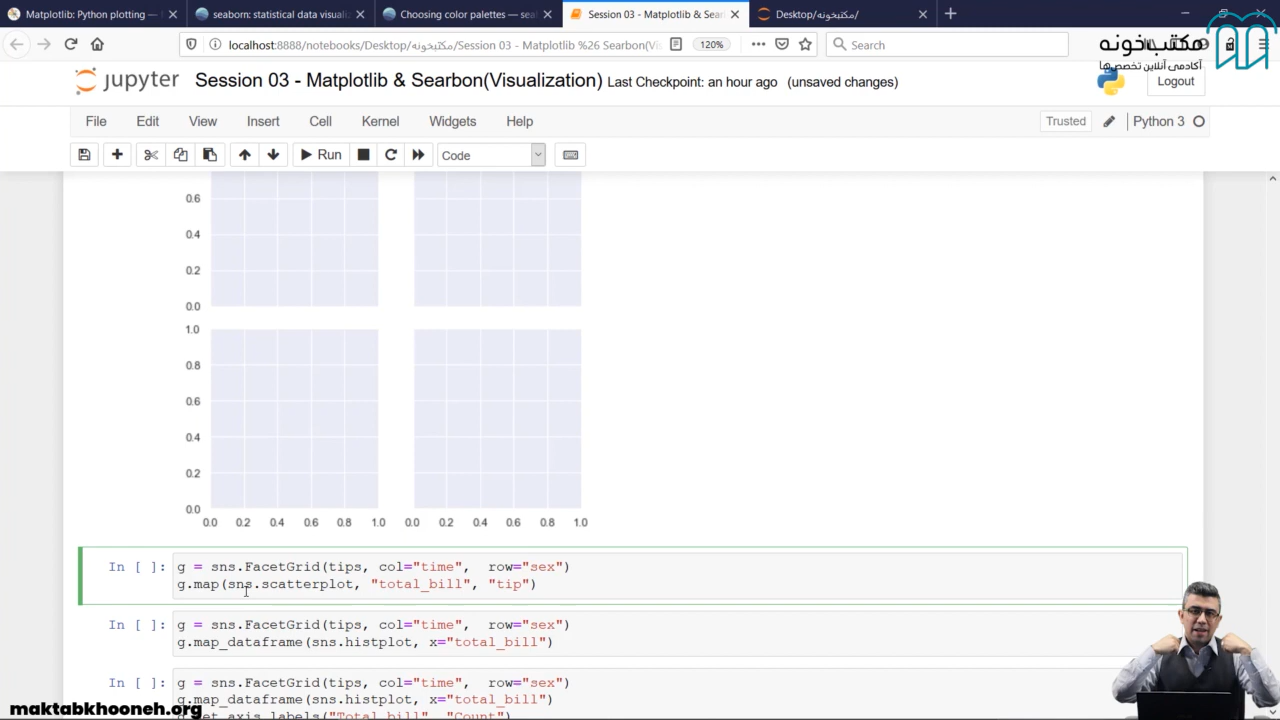 Matplotlib: Python plotting —
seaborn: statistical data visuali
Choosing color palettes — seab
Session 03 - Matplotlib & Sear
Desktop/مکتبخونه/
localhost:8888/notebooks/Desktop/مکتبخونه/Session 03 - Matplotlib %26 Searbon(Vis
120%
Search
مکتب‌خونه
آکادمی آنلاین تخصص‌ها
jupyter
Session 03 - Matplotlib & Searbon(Visualization)
Last Checkpoint: an hour ago
(unsaved changes)
Logout
File
Edit
View
Insert
Cell
Kernel
Widgets
Help
Trusted
Python 3
Run
Code
0.6
0.4
0.2
0.0
1.0
0.8
0.6
0.4
0.2
0.0
0.0 0.2 0.4 0.6 0.8 1.0 0.0 0.2 0.4 0.6 0.8 1.0
In [ ]: g = sns.FacetGrid(tips, col="time",  row="sex")
g.map(sns.scatterplot, "total_bill", "tip")
In [ ]: g = sns.FacetGrid(tips, col="time",  row="sex")
g.map_dataframe(sns.histplot, x="total_bill")
In [ ]: g = sns.FacetGrid(tips, col="time",  row="sex")
g.map_dataframe(sns.histplot, x="total_bill")
et_axis_labels("Total_bill", "Count")
maktabkhooneh.org